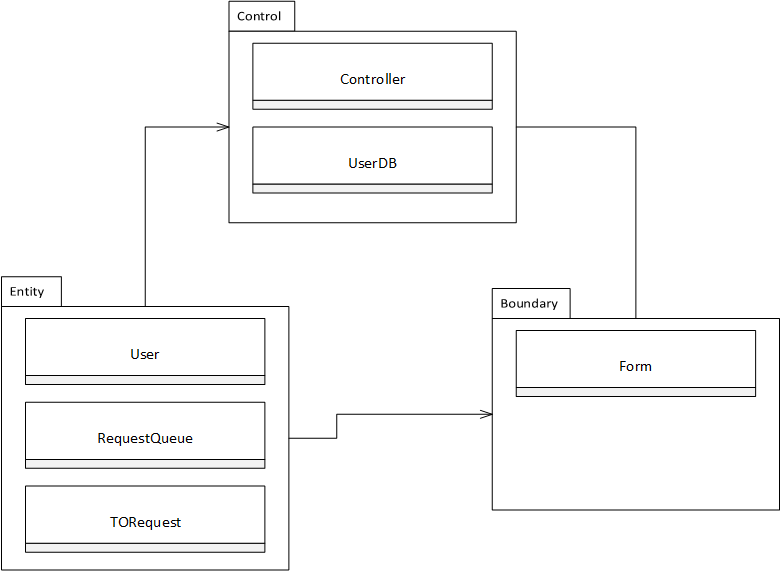 Control
Controller
UserDB
Entity
User
RequestQueue
TORequest
Boundary
Form